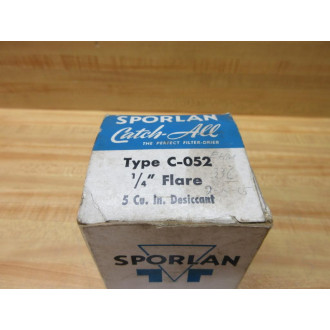 SPORLAN
Catch-All
THE PERFECT FILTER-DRIER
Type C-052
1/4" Flare
5 Cu. In. Desiccant
SPORLAN